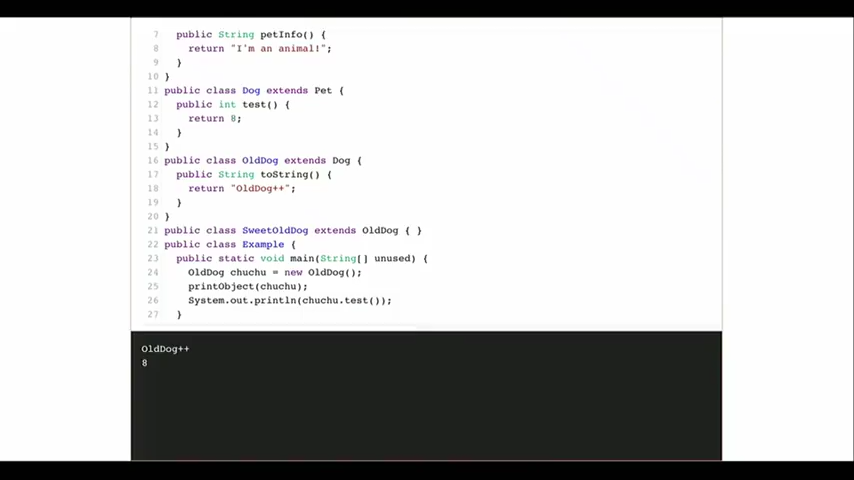 7 public String petInfo() {
8 return "I'm an animal!";
9 }
10 }
11 public class Dog extends Pet {
12 public int test() {
13 return 8;
14 }
15 }
16 public class OldDog extends Dog {
17 public String toString() {
18 return "OldDog++";
19 }
20 }
21 public class SweetOldDog extends OldDog { }
22 public class Example {
23 public static void main(String[] unused) {
24 OldDog chuchu = new OldDog();
25 printObject(chuchu);
26 System.out.println(chuchu.test());
27 }
OldDog++
8